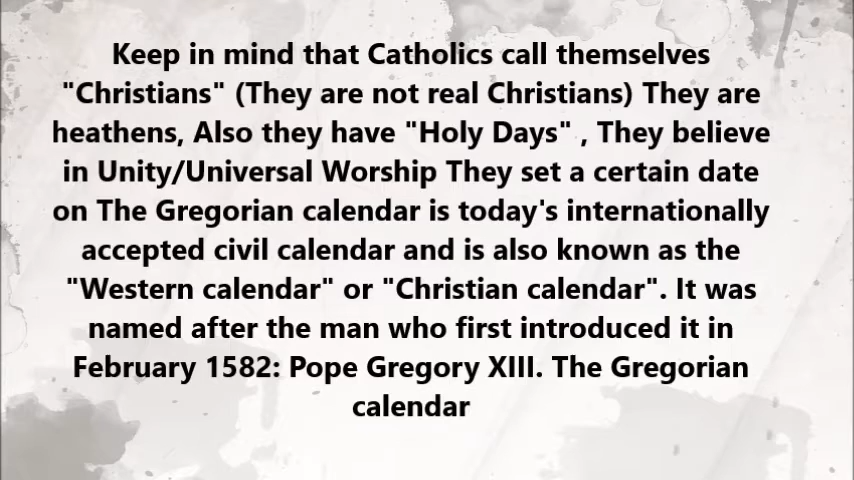 Keep in mind that Catholics call themselves
"Christians" (They are not real Christians) They are
heathens, Also they have "Holy Days" , They believe
in Unity/Universal Worship They set a certain date
on The Gregorian calendar is today's internationally
accepted civil calendar and is also known as the
"Western calendar" or "Christian calendar". It was
named after the man who first introduced it in
February 1582: Pope Gregory XIII. The Gregorian
calendar